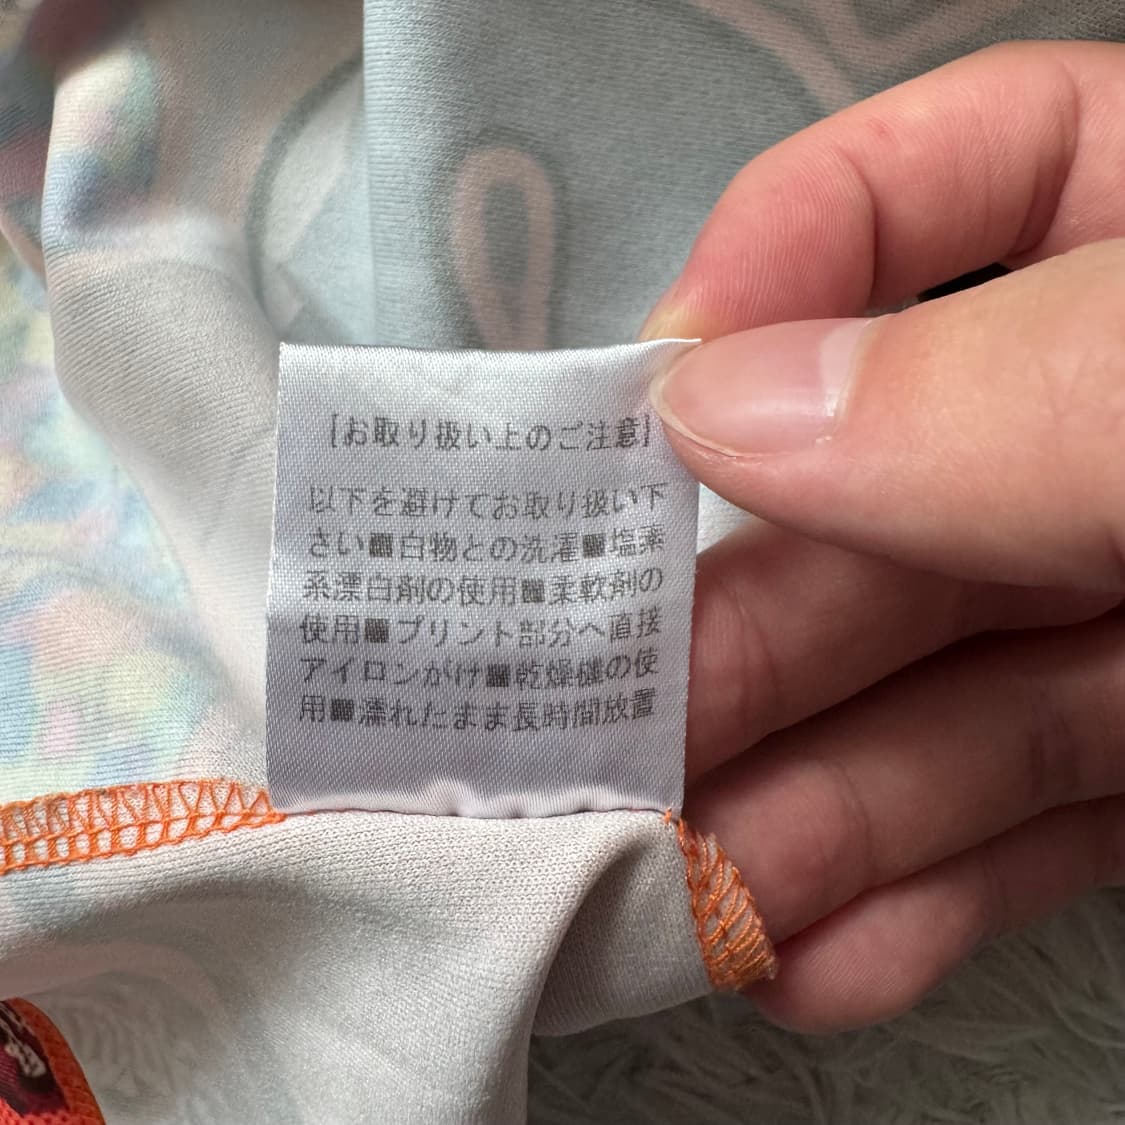 [お取り扱い上のご注意]
以下を避けてお取り扱い下
さい■白物との洗濯■塩素
系漂白剤の使用■柔軟剤の
使用■プリント部分へ直接
アイロンがけ■乾燥機の使
用■濡れたまま長時間放置